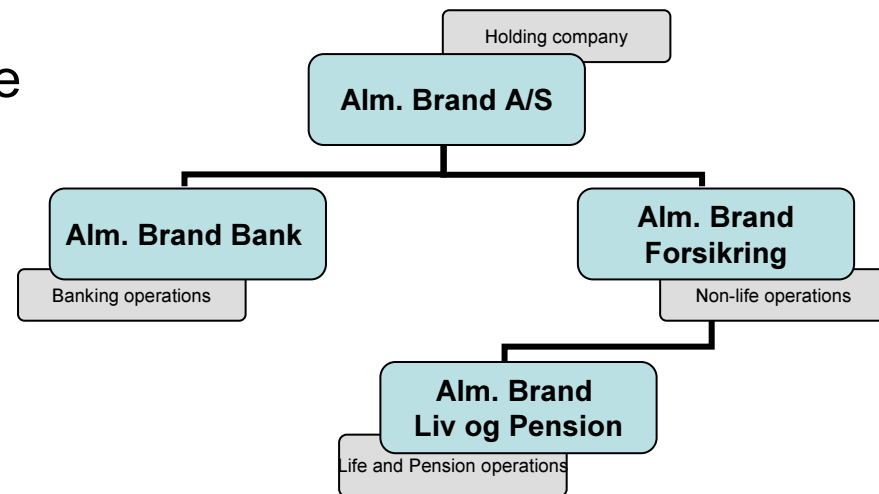 Holding company
e
Alm. Brand A/S
Alm. Brand Bank
Alm. Brand
Forsikring
Banking operations
Non-life operations
Alm. Brand
Liv og Pension
Life and Pension operations